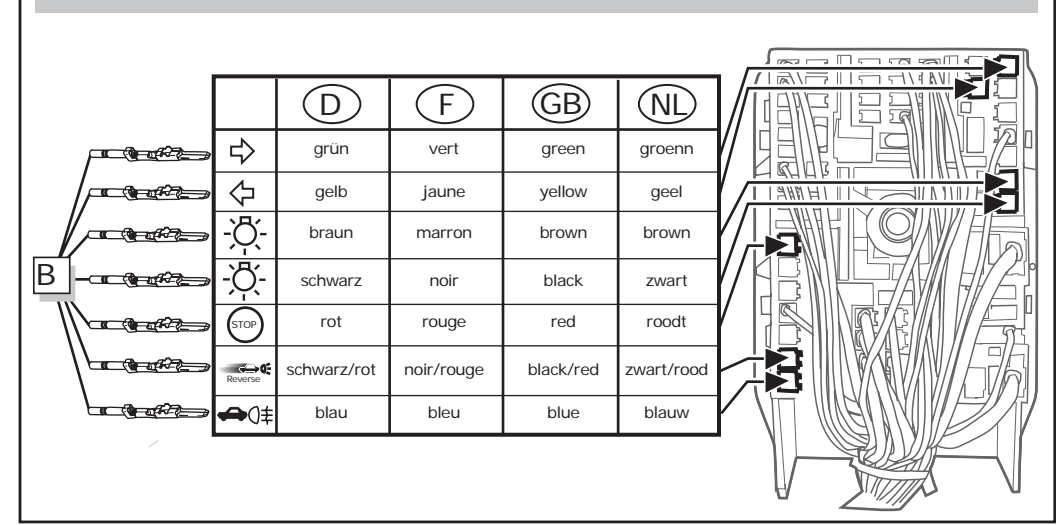 D F GB NL
grün vert green groenn
gelb jaune yellow geel
braun marron brown brown
B
schwarz noir black zwart
STOP rot rouge red roodt
Reverse schwarz/rot noir/rouge black/red zwart/rood
blau bleu blue blauw